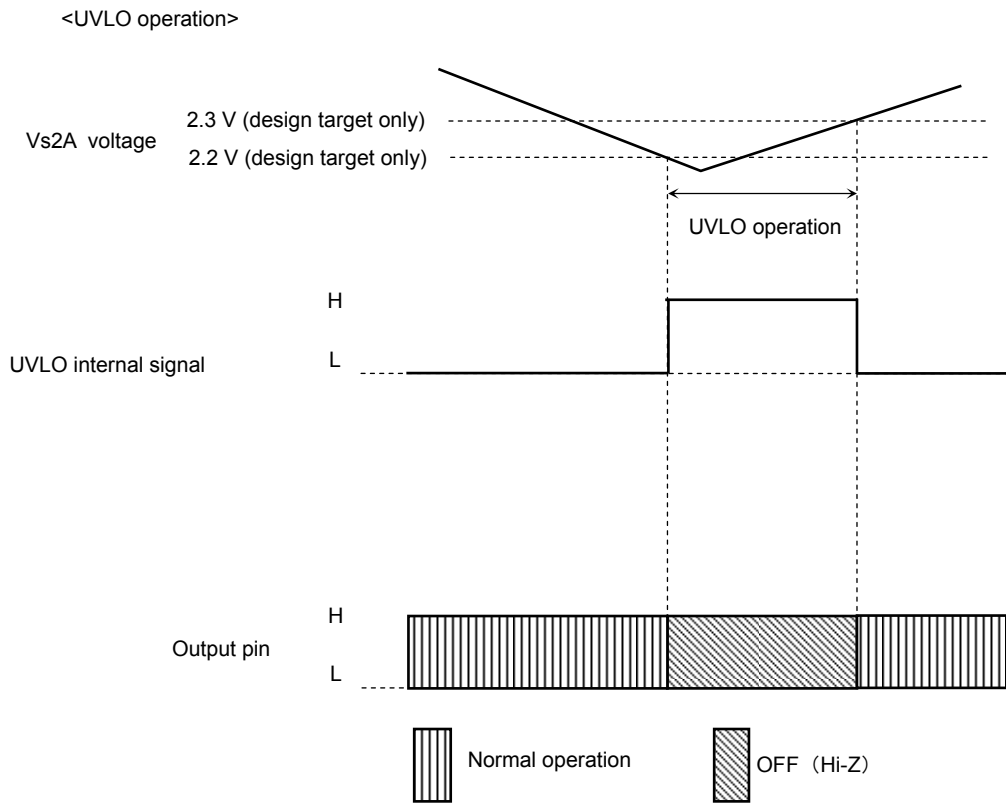 <UVLO operation>
Vs2A voltage
2.3 V (design target only)
2.2 V (design target only)
UVLO operation
UVLO internal signal
H
L
Output pin
H
L
Normal operation
OFF（Hi-Z）